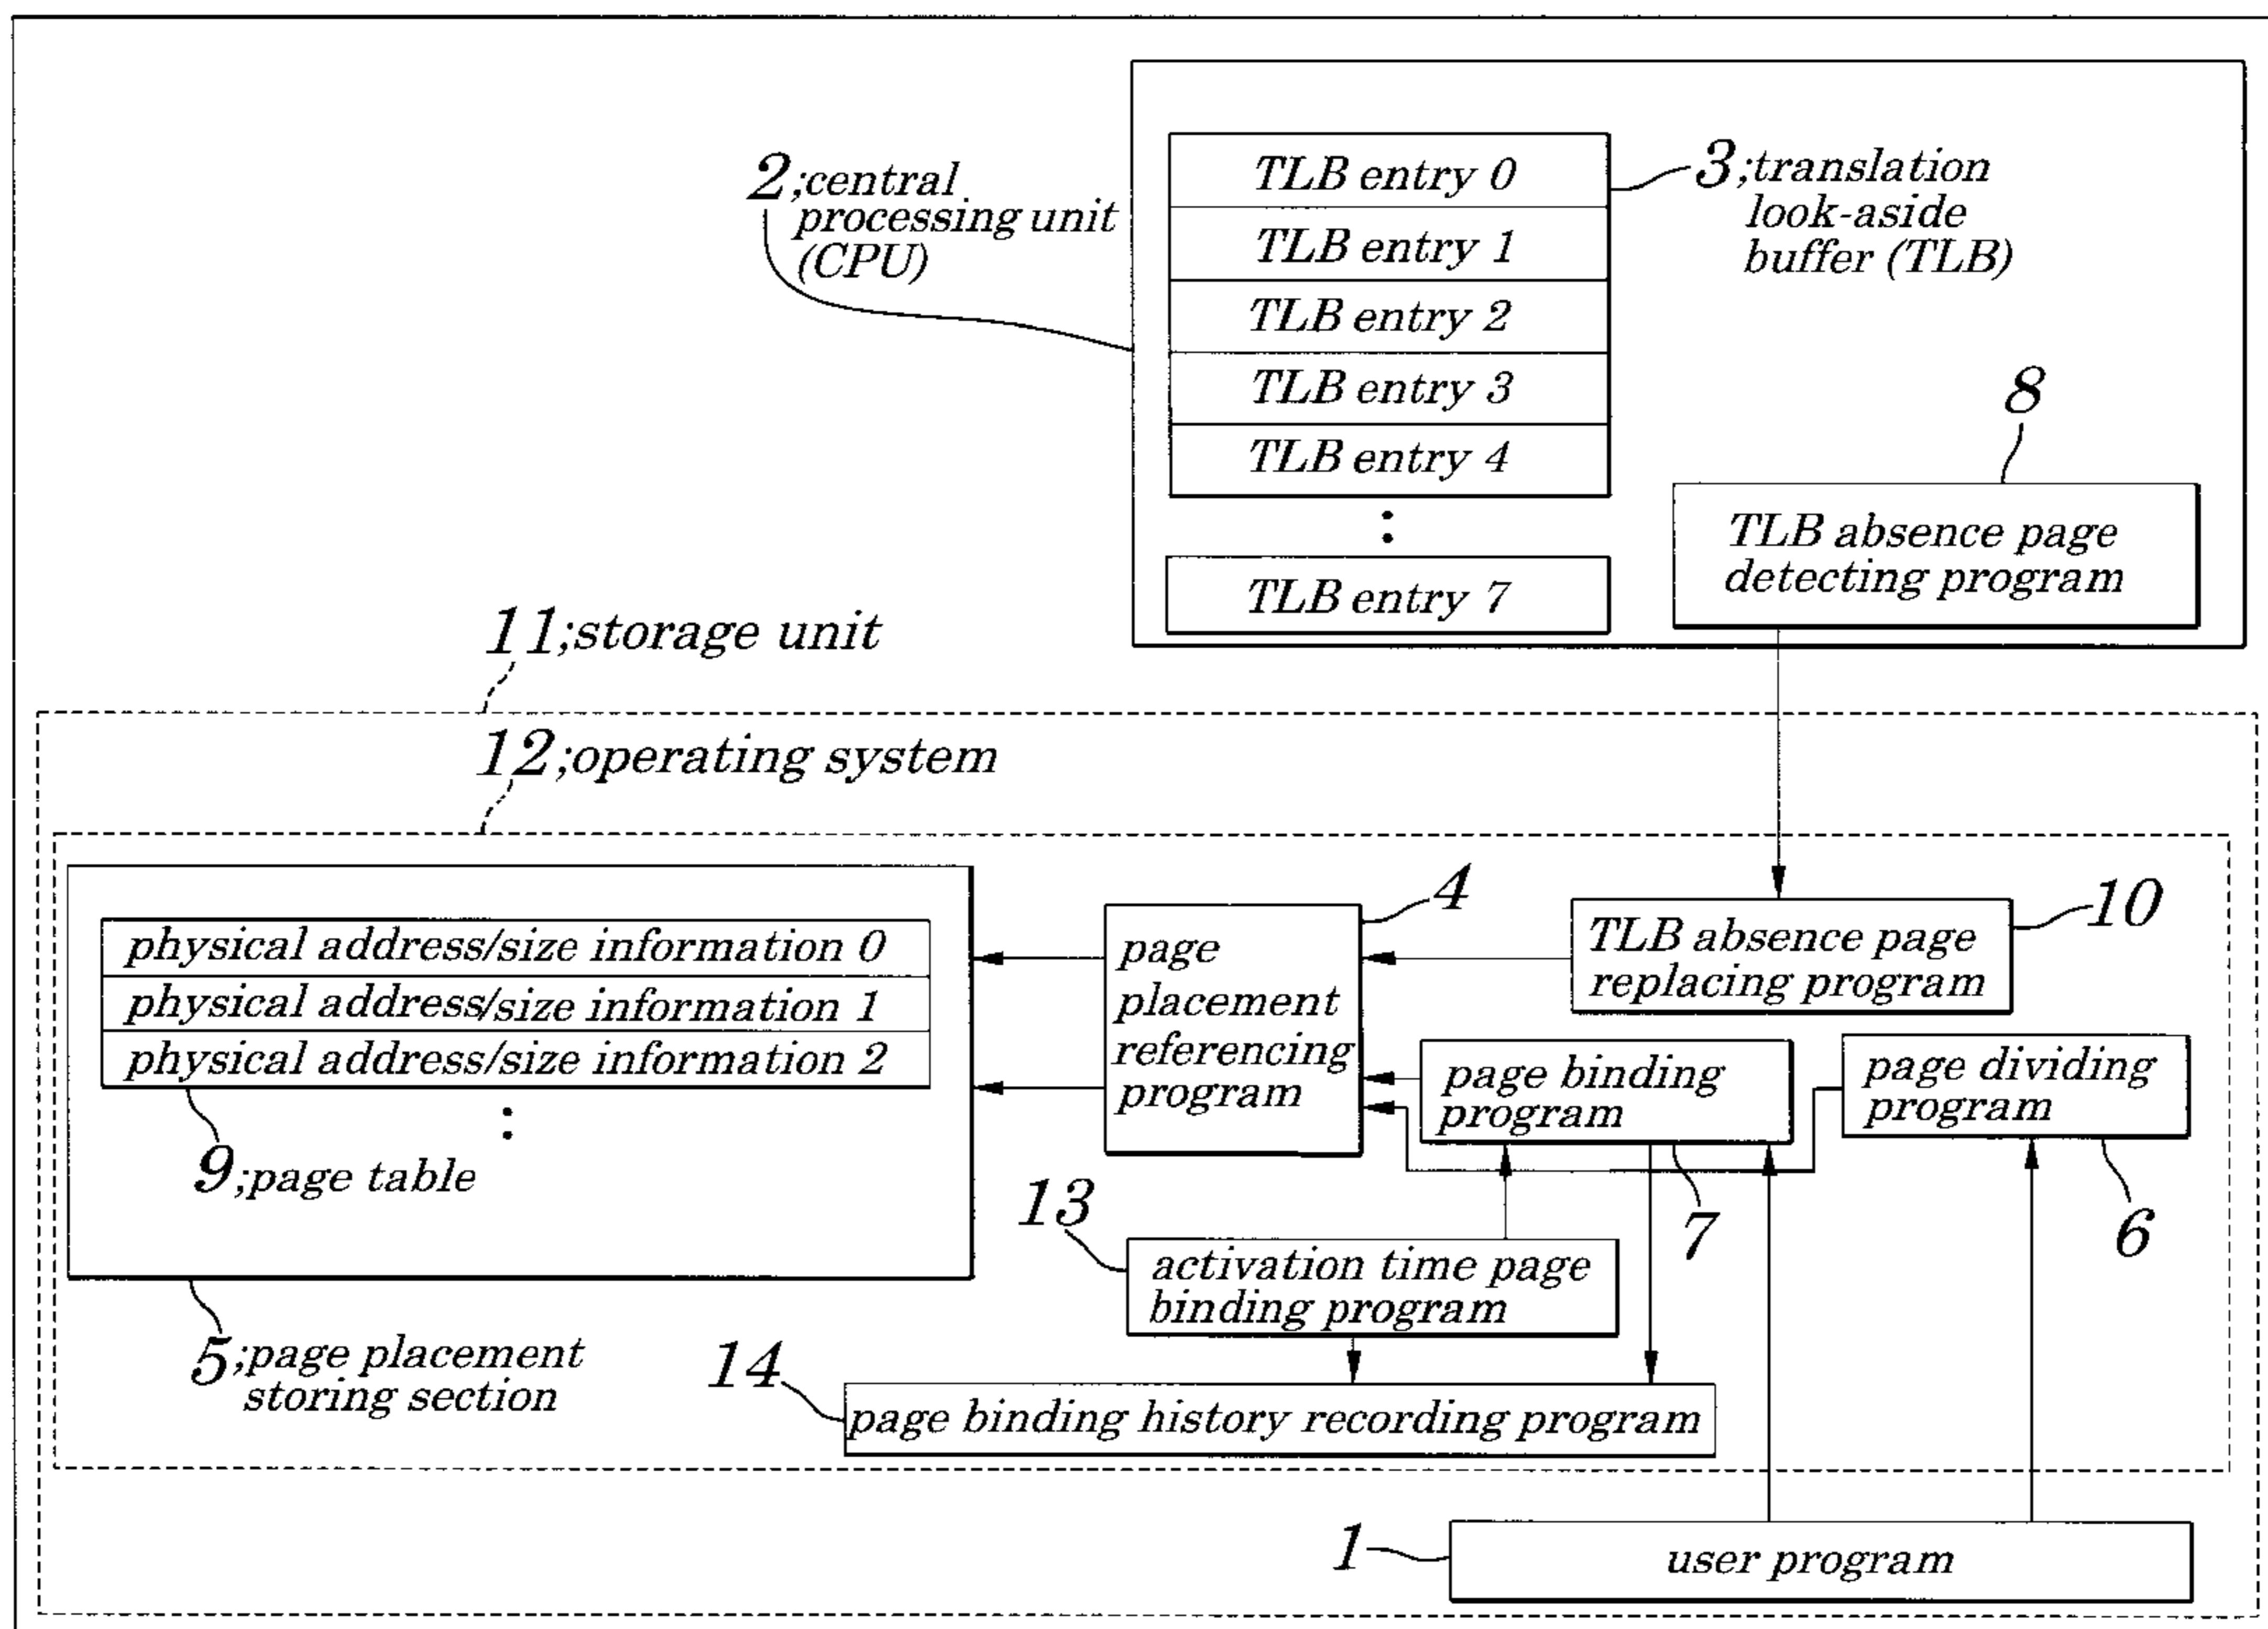 2;central
processing unit
(CPU)
TLB entry 0
TLB entry 1
TLB entry 2
TLB entry 3
TLB entry 4
TLB entry 7
3;translation
look-aside
buffer (TLB)
8
TLB absence page
detecting program
11;storage unit
12;operating system
physical address/size information 0
physical address/size information 1
physical address/size information 2
9;page table
5;page placement
storing section
4
page
placement
referencing
program
10
TLB absence page
replacing program
page binding
program
7
page dividing
program
6
13
activation time page
binding program
14
page binding history recording program
1
user program